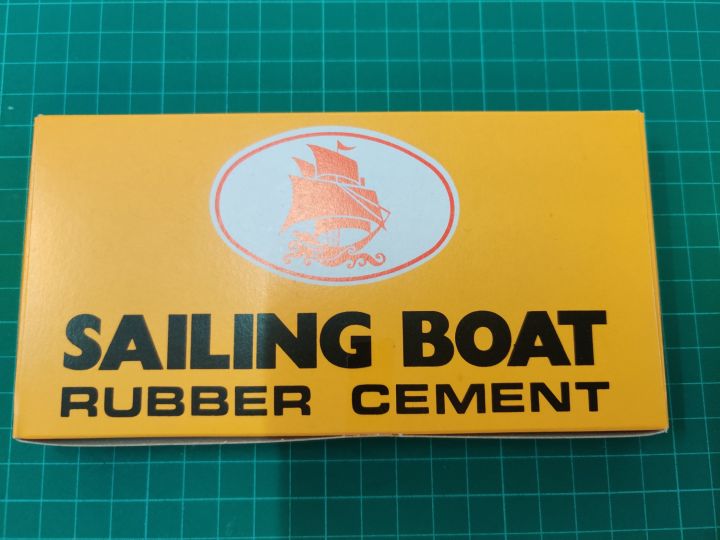 SAILING BOAT
RUBBER CEMENT